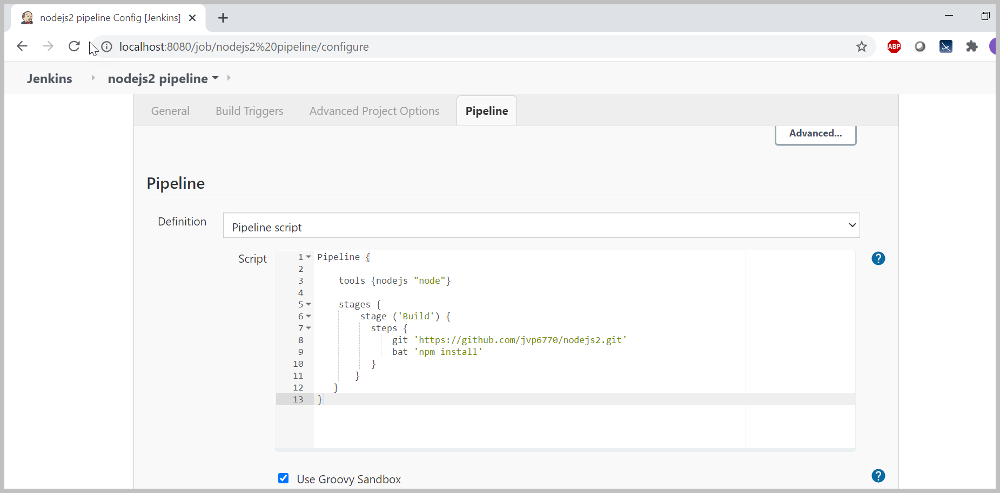 nodejs2 pipeline Config [Jenkins]
localhost:8080/job/nodejs2%20pipeline/configure
ABP
Jenkins nodejs2 pipeline
General Build Triggers Advanced Project Options Pipeline
Advanced...
Pipeline
Definition Pipeline script
Script
1 Pipeline {
2
3 tools {nodejs "node"}
4
5 stages {
6 stage ('Build') {
7 steps {
8 git 'https://github.com/jvp6770/nodejs2.git'
9 bat 'npm install'
10 }
11 }
12 }
13 }
?
Use Groovy Sandbox
?